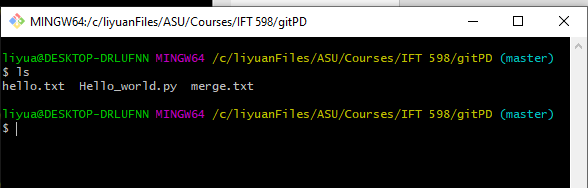 MINGW64:/c/liyuanFiles/ASU/Courses/IFT 598/gitPD
liyua@DESKTOP-DRLUFNN MINGW64 /c/liyuanFiles/ASU/Courses/IFT 598/gitPD (master)
$ ls
hello.txt  Hello_world.py  merge.txt
liyua@DESKTOP-DRLUFNN MINGW64 /c/liyuanFiles/ASU/Courses/IFT 598/gitPD (master)
$